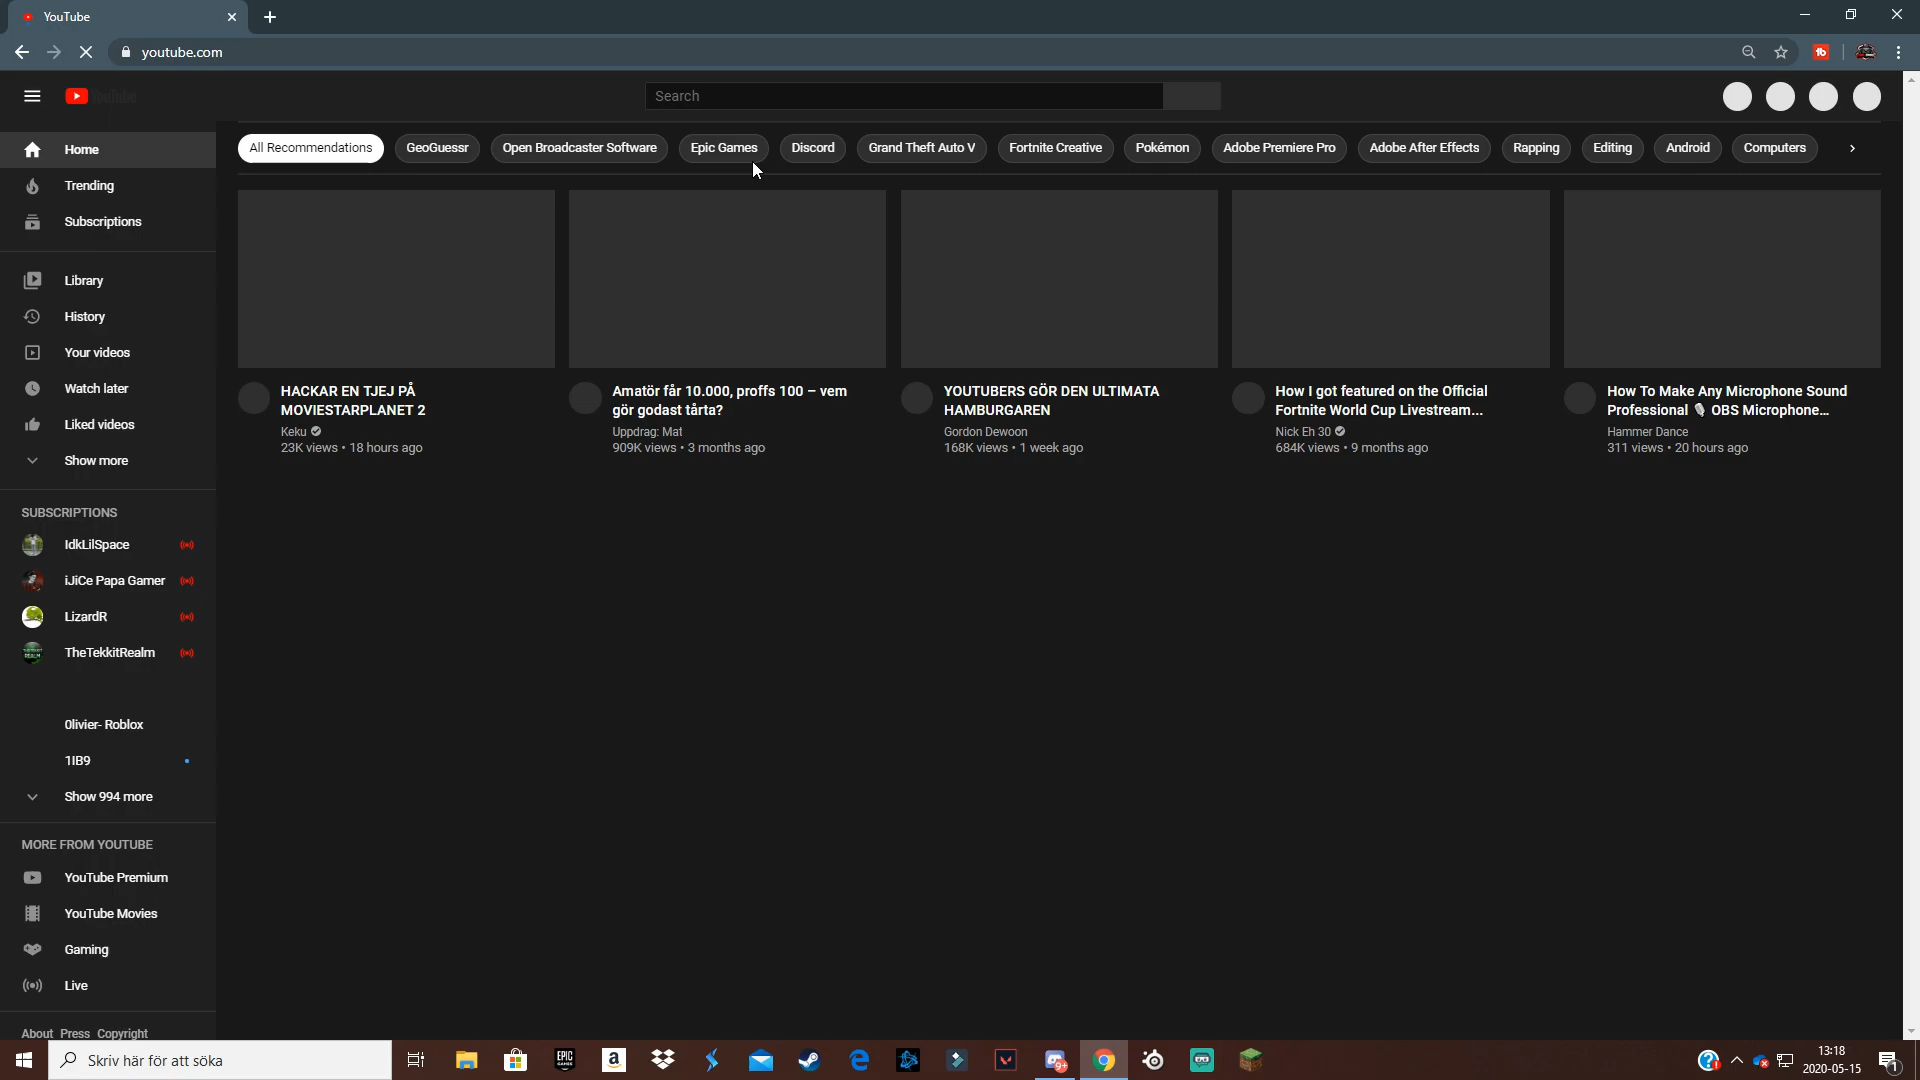 YouTube
youtube.com
YouTube
Search
Home
Trending
Subscriptions
Library
History
Your videos
Watch later
Liked videos
Show more
SUBSCRIPTIONS
IdkLilSpace
iJiCe Papa Gamer
LizardR
TheTekkitRealm
0livier- Roblox
1IB9
Show 994 more
MORE FROM YOUTUBE
YouTube Premium
YouTube Movies
Gaming
Live
About Press Copyright
All Recommendations
GeoGuessr
Open Broadcaster Software
Epic Games
Discord
Grand Theft Auto V
Fortnite Creative
Pokémon
Adobe Premiere Pro
Adobe After Effects
Rapping
Editing
Android
Computers
HACKAR EN TJEJ PÅ
MOVIESTARPLANET 2
Keku
23K views • 18 hours ago
Amatör får 10.000, proffs 100 – vem
gör godast tårta?
Uppdrag: Mat
909K views • 3 months ago
YOUTUBERS GÖR DEN ULTIMATA
HAMBURGAREN
Gordon Dewoon
168K views • 1 week ago
How I got featured on the Official
Fortnite World Cup Livestream...
Nick Eh 30
684K views • 9 months ago
How To Make Any Microphone Sound
Professional 🎙 OBS Microphone...
Hammer Dance
311 views • 20 hours ago
Skriv här för att söka
EPIC
GAMES
a
9+
13:18
2020-05-15
1